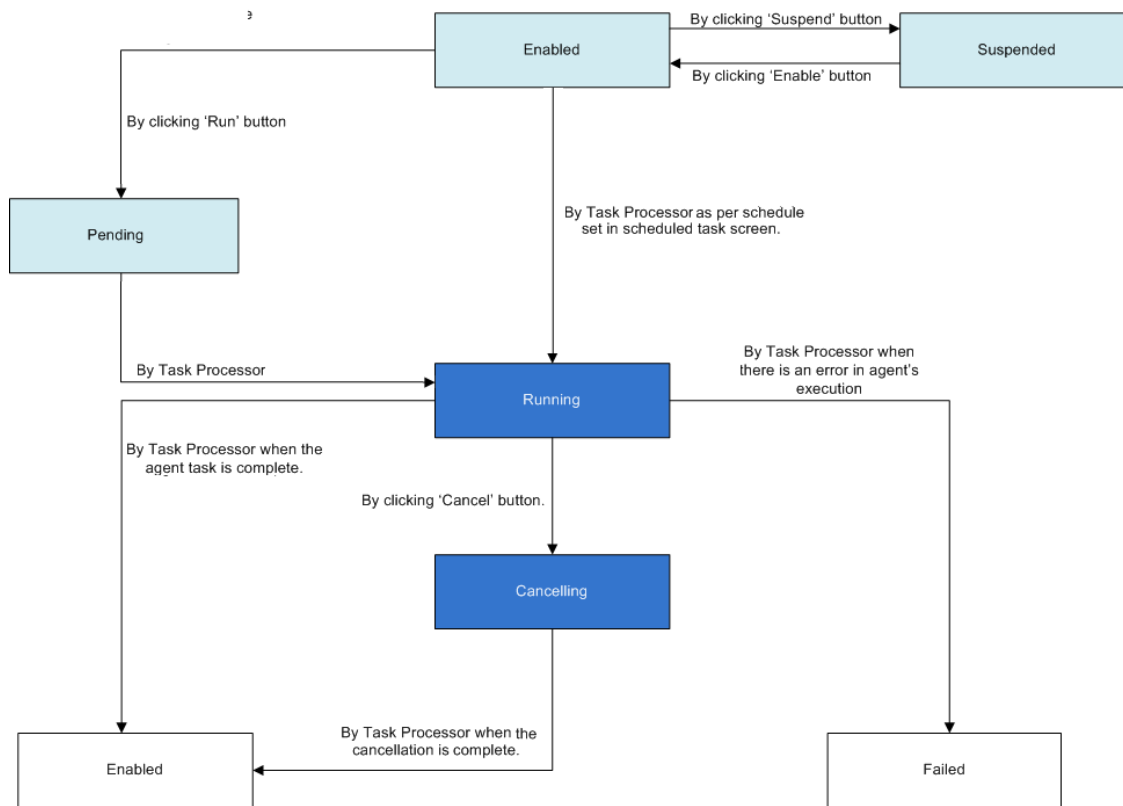 e
By clicking ‘Suspend’ button
Enabled
Suspended
By clicking ‘Enable’ button
By clicking ‘Run’ button
By Task Processor as per schedule
set in scheduled task screen.
Pending
By Task Processor when
there is an error in agent’s
execution
By Task Processor
Running
By Task Processor when the
agent task is complete.
By clicking ‘Cancel’ button.
Cancelling
By Task Processor when the
cancellation is complete.
Enabled
Failed